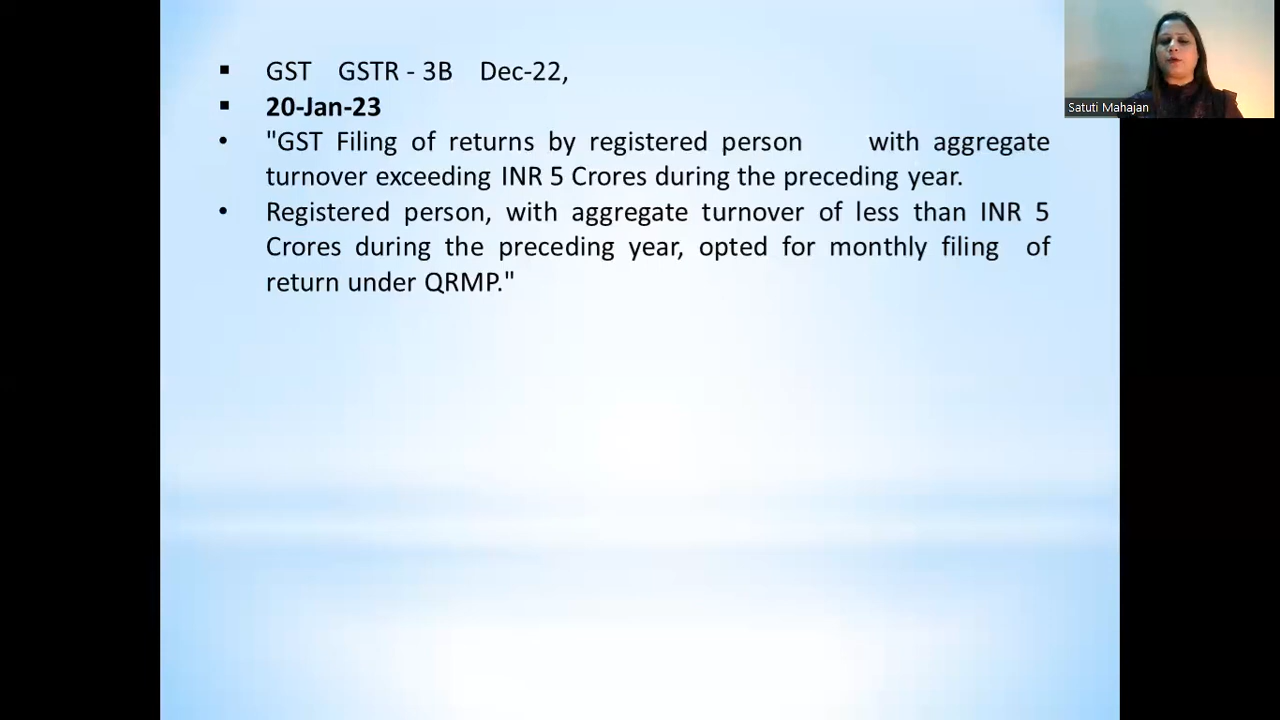 GST GSTR - 3B Dec-22,
20-Jan-23
"GST Filing of returns by registered person with aggregate
turnover exceeding INR 5 Crores during the preceding year.
Registered person, with aggregate turnover of less than INR 5
Crores during the preceding year, opted for monthly filing of
return under QRMP."
Satuti Mahajan